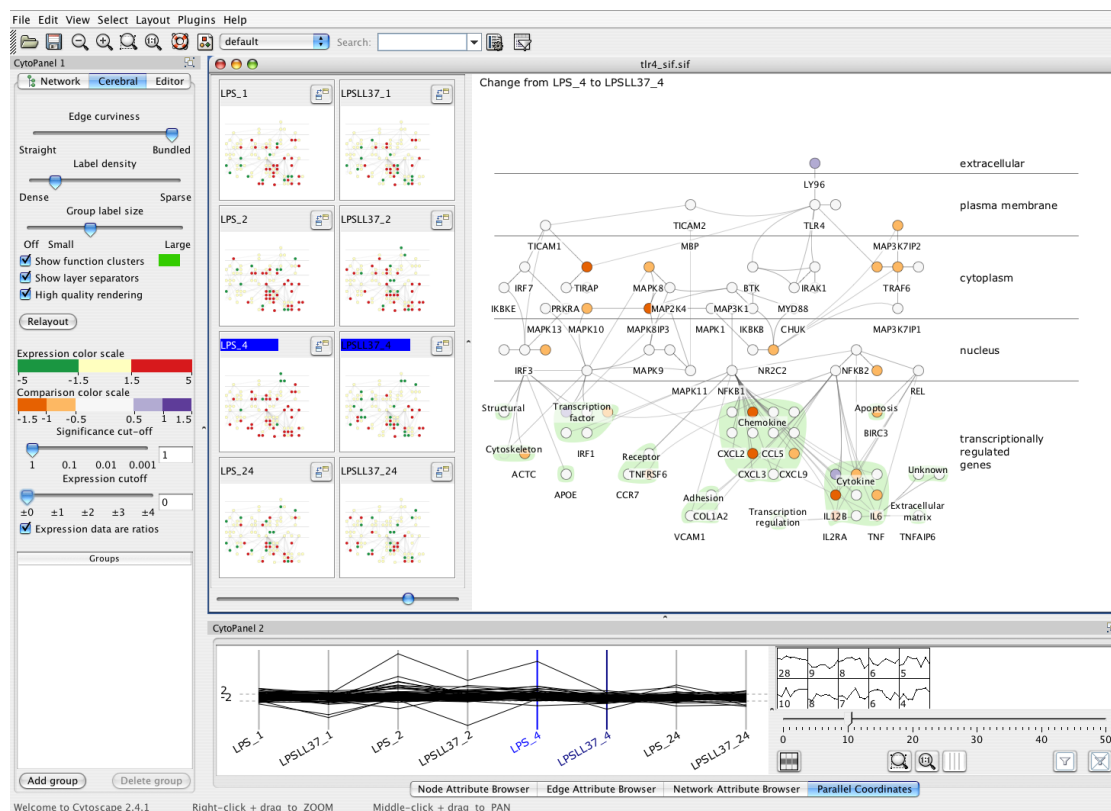 File Edit View Select Layout Plugins Help
default
Search:
CytoPanel 1
tlr4_sif.sif
Network Cerebral Editor
Edge curviness
Straight Bundled
Label density
Dense Sparse
Group label size
Off Small Large
Show function clusters
Show layer separators
High quality rendering
Relayout
Expression color scale
-5 -1.5 1.5 5
Comparison color scale
-1.5 -1 -0.5 0.5 1 1.5
Significance cut-off
1 0.1 0.01 0.001 1
Expression cutoff
±0 ±1 ±2 ±3 ±4 0
Expression data are ratios
Groups
Add group Delete group
LPS_1 LPSLL37_1
LPS_2 LPSLL37_2
LPS_4 LPSLL37_4
LPS_24 LPSLL37_24
Change from LPS_4 to LPSLL37_4
extracellular
LY96
plasma membrane
TICAM2 TLR4
TICAM1 MBP MAP3K7IP2
cytoplasm
IRF7 TIRAP MAPK8 BTK IRAK1 TRAF6
IKBKE PRKRA MAP2K4 MAP3K1 MYD88
MAPK13 MAPK10 MAPK8IP3 MAPK1 IKBKB CHUK MAP3K7IP1
nucleus
IRF3 MAPK9 NR2C2 NFKB2
MAPK11 NFKB1 REL
Structural Transcription factor Chemokine Apoptosis
BIRC3
transcriptionally regulated genes
Cytoskeleton IRF1 Receptor CXCL2 CCL5
ACTC APOE CCR7 TNFRSF6 CXCL3 CXCL9 Cytokine Unknown
Adhesion
COL1A2 Transcription regulation IL12B IL6 Extracellular matrix
VCAM1 IL2RA TNF TNFAIP6
CytoPanel 2
2
-2
LPS_1 LPSLL37_1 LPS_2 LPSLL37_2 LPS_4 LPSLL37_4 LPS_24 LPSLL37_24
28 9 8 6 5
10 8 7 6 4
0 10 20 30 40 50
Node Attribute Browser Edge Attribute Browser Network Attribute Browser Parallel Coordinates
Welcome to Cytoscape 2.4.1 Right-click + drag to ZOOM Middle-click + drag to PAN